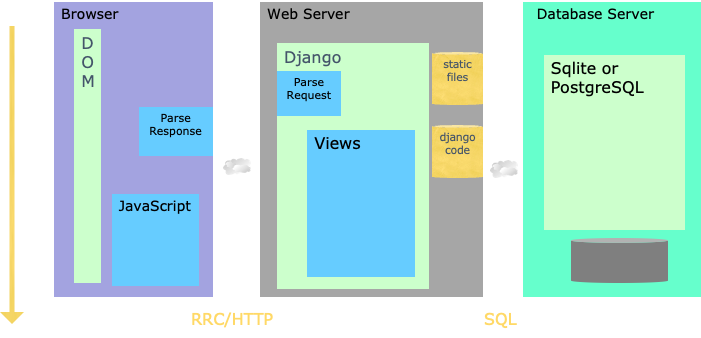 Browser
D
O
M
Parse
Response
JavaScript
Web Server
Django
Parse
Request
Views
static
files
django
code
Database Server
Sqlite or
PostgreSQL
RRC/HTTP
SQL